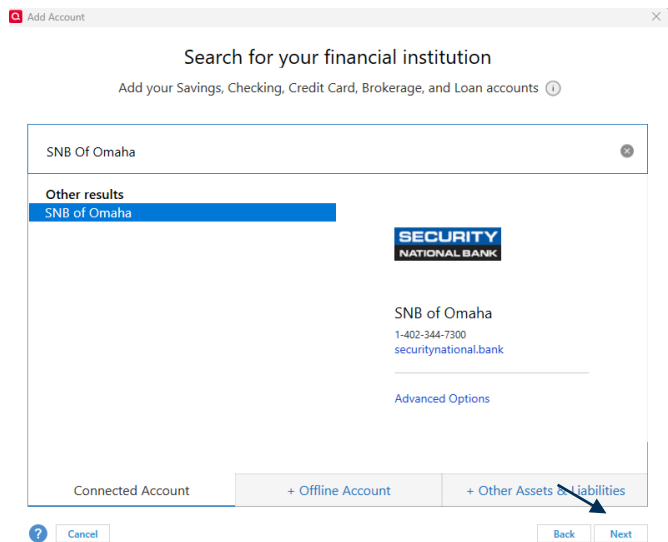 Add Account
Search for your financial institution
Add your Savings, Checking, Credit Card, Brokerage, and Loan accounts
SNB Of Omaha
Other results
SNB of Omaha
SECURITY
NATIONAL BANK
SNB of Omaha
1-402-344-7300
securitynational.bank
Advanced Options
Connected Account + Offline Account + Other Assets & Liabilities
? Cancel Back Next